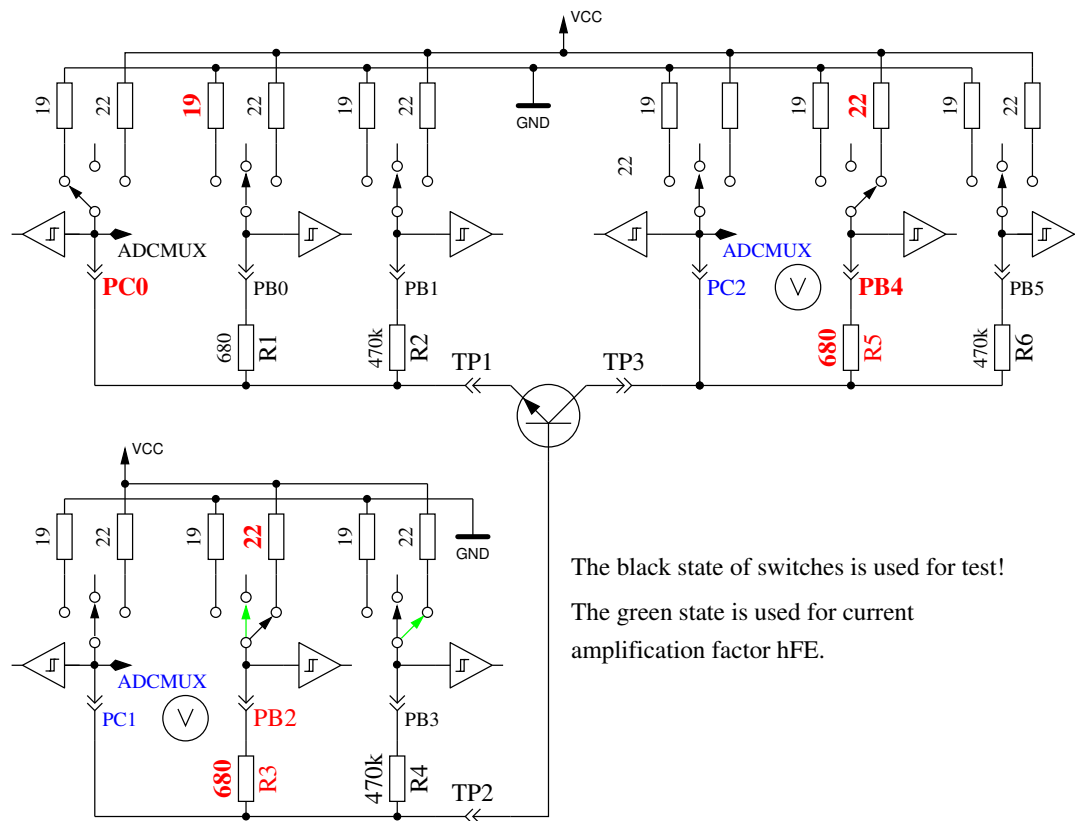 VCC
19
22
19
22
19
22
GND
19
22
19
22
19
22
ADCMUX
ADCMUX
PC0
PB0
PB1
PC2
V
PB4
PB5
680
R1
470k
R2
680
R5
470k
R6
TP1
TP3
VCC
19
22
19
22
19
22
GND
The black state of switches is used for test!
The green state is used for current
amplification factor hFE.
ADCMUX
PC1
V
PB2
PB3
680
R3
470k
R4
TP2